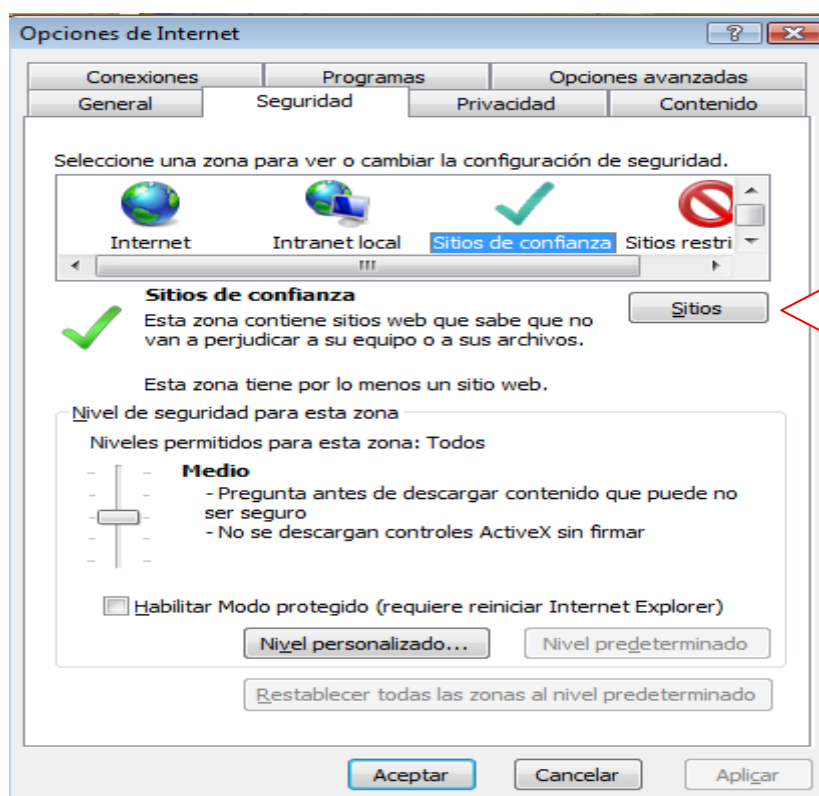 Opciones de Internet
Conexiones Programas Opciones avanzadas
General Seguridad Privacidad Contenido
Seleccione una zona para ver o cambiar la configuración de seguridad.
Internet Intranet local Sitios de confianza Sitios restri
Sitios de confianza
Sitios
Esta zona contiene sitios web que sabe que no
van a perjudicar a su equipo o a sus archivos.
Esta zona tiene por lo menos un sitio web.
Nivel de seguridad para esta zona
Niveles permitidos para esta zona: Todos
Medio
- Pregunta antes de descargar contenido que puede no
ser seguro
- No se descargan controles ActiveX sin firmar
Habilitar Modo protegido (requiere reiniciar Internet Explorer)
Nivel personalizado... Nivel predeterminado
Restablecer todas las zonas al nivel predeterminado
Aceptar Cancelar Aplicar